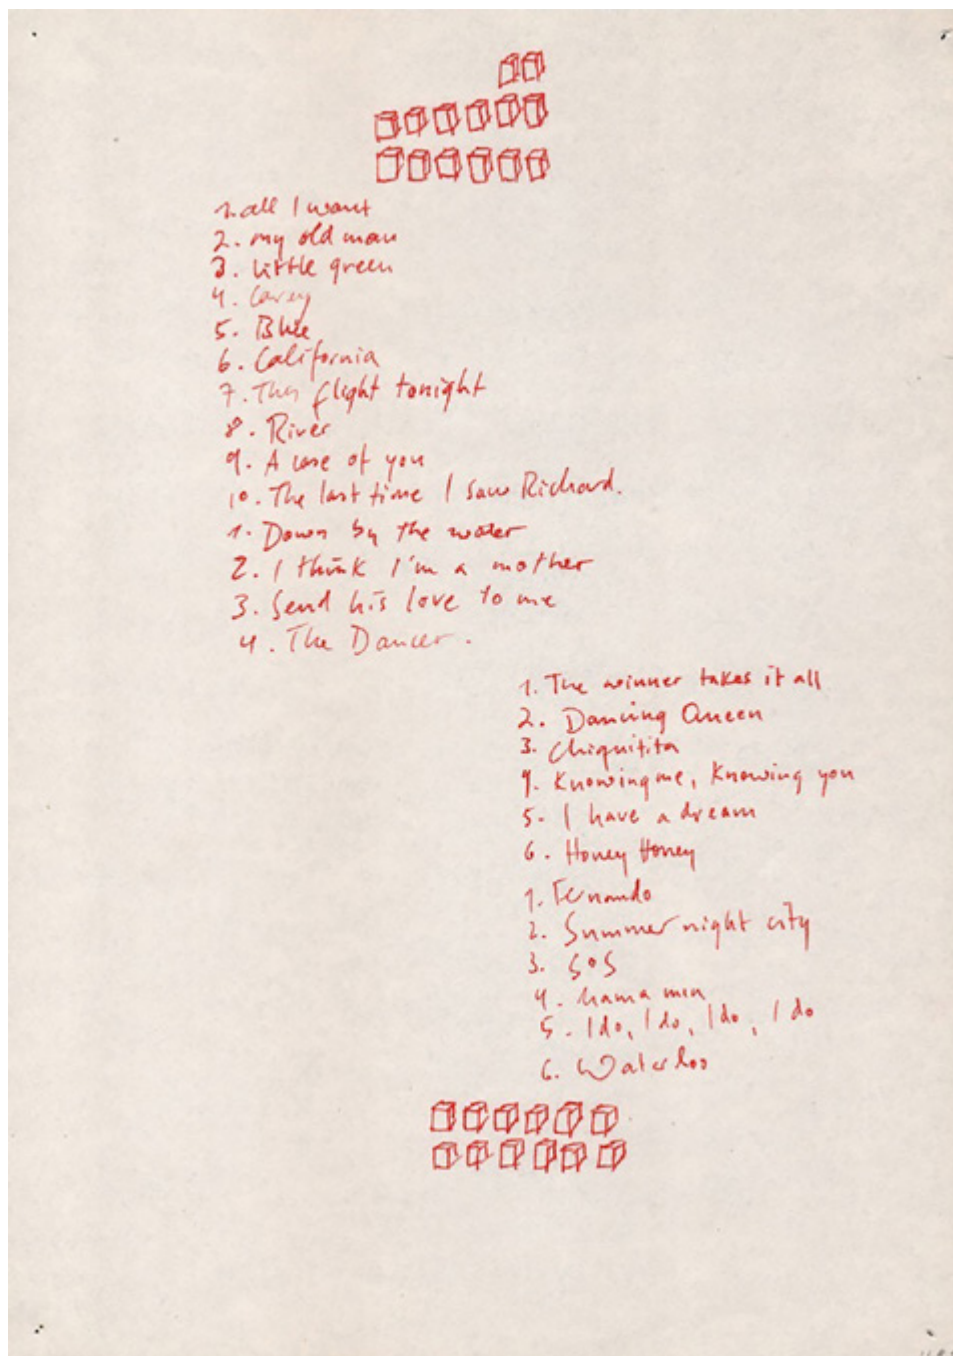 1. all I want
2. my old man
3. little green
4. Carey
5. Blue
6. California
7. This flight tonight
8. River
9. A case of you
10. The last time I saw Richard.
1. Down by the water
2. I think I'm a mother
3. Send his love to me
4. The Dancer.
1. The winner takes it all
2. Dancing Queen
3. Chiquitita
4. Knowing me, Knowing you
5. I have a dream
6. Honey Honey
1. Fernando
2. Summer night city
3. SOS
4. mama mia
5. I do, I do, I do, I do
6. Waterloo